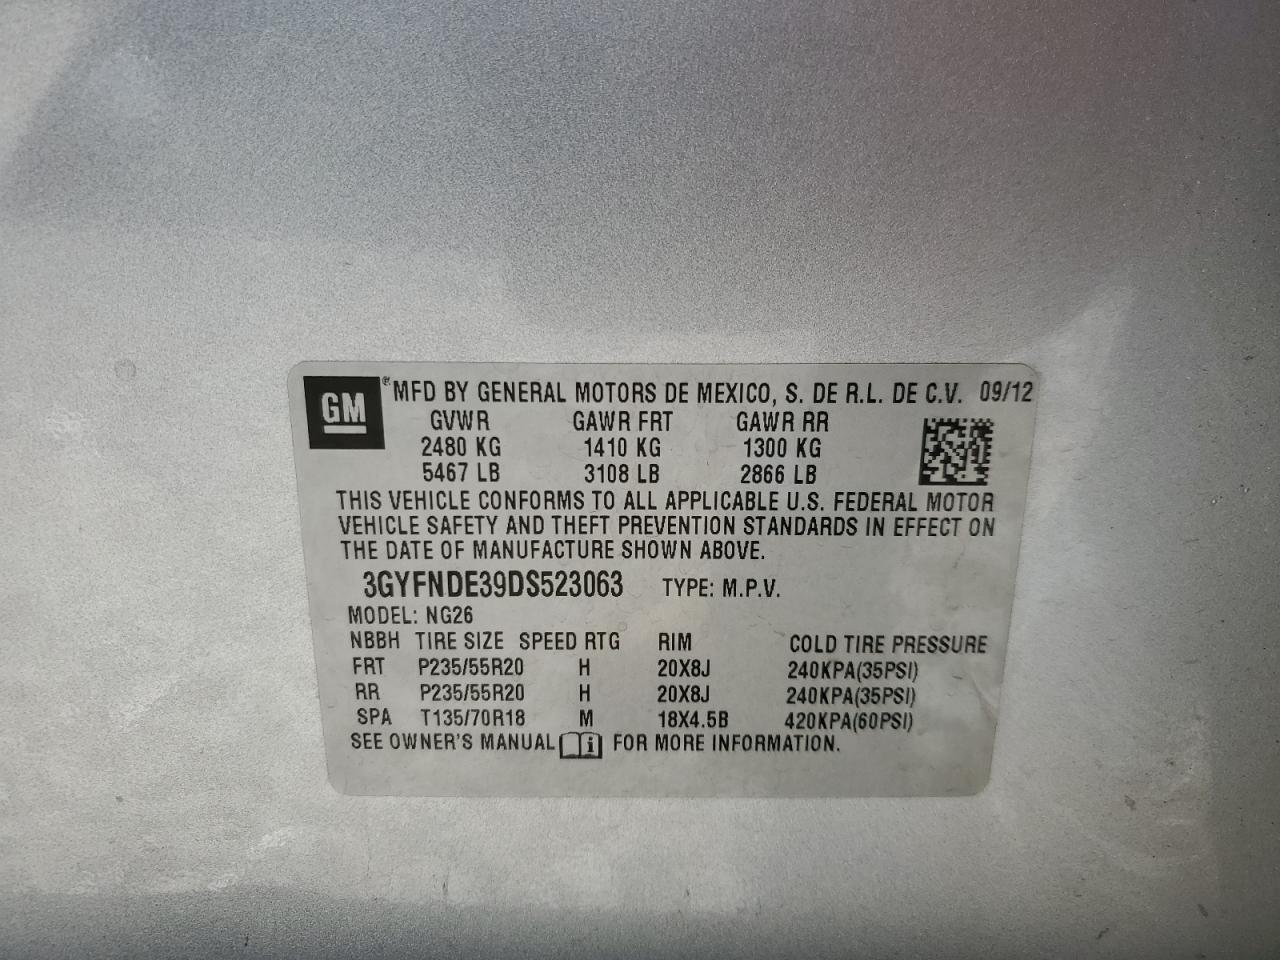 GM ® MFD BY GENERAL MOTORS DE MEXICO, S. DE R.L. DE C.V. 09/12
GVWR GAWR FRT GAWR RR
2480 KG 1410 KG 1300 KG
5467 LB 3108 LB 2866 LB
THIS VEHICLE CONFORMS TO ALL APPLICABLE U.S. FEDERAL MOTOR
VEHICLE SAFETY AND THEFT PREVENTION STANDARDS IN EFFECT ON
THE DATE OF MANUFACTURE SHOWN ABOVE.
3GYFNDE39DS523063 TYPE: M.P.V.
MODEL: NG26
NBBH TIRE SIZE SPEED RTG RIM COLD TIRE PRESSURE
FRT P235/55R20 H 20X8J 240KPA(35PSI)
RR P235/55R20 H 20X8J 240KPA(35PSI)
SPA T135/70R18 M 18X4.5B 420KPA(60PSI)
SEE OWNER'S MANUAL i FOR MORE INFORMATION.